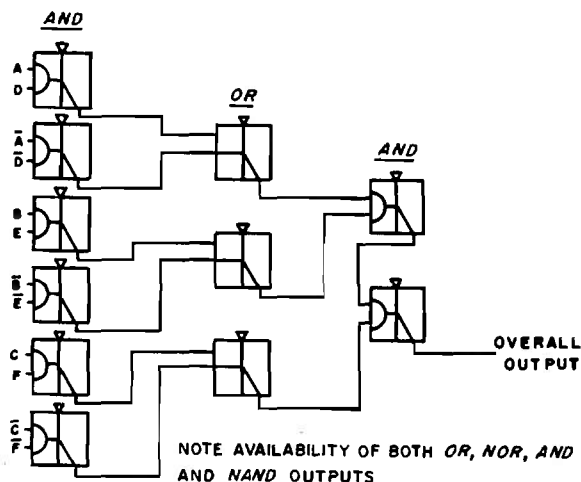 AND
A
D
OR
A̅
D̅
AND
B
E
B̅
E̅
C
F
OVERALL
OUTPUT
C̅
F̅
NOTE AVAILABILITY OF BOTH OR, NOR, AND
AND NAND OUTPUTS